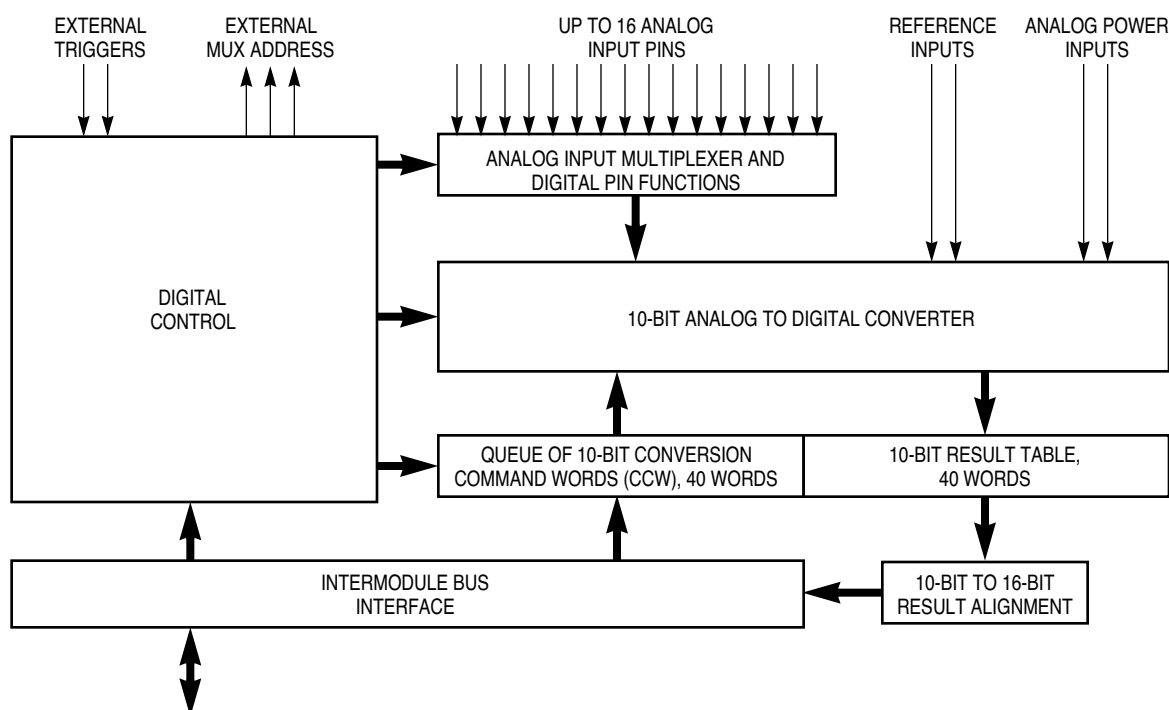 EXTERNAL
TRIGGERS
EXTERNAL
MUX ADDRESS
UP TO 16 ANALOG
INPUT PINS
REFERENCE
INPUTS
ANALOG POWER
INPUTS
ANALOG INPUT MULTIPLEXER AND
DIGITAL PIN FUNCTIONS
DIGITAL
CONTROL
10-BIT ANALOG TO DIGITAL CONVERTER
QUEUE OF 10-BIT CONVERSION
COMMAND WORDS (CCW), 40 WORDS
10-BIT RESULT TABLE,
40 WORDS
INTERMODULE BUS
INTERFACE
10-BIT TO 16-BIT
RESULT ALIGNMENT